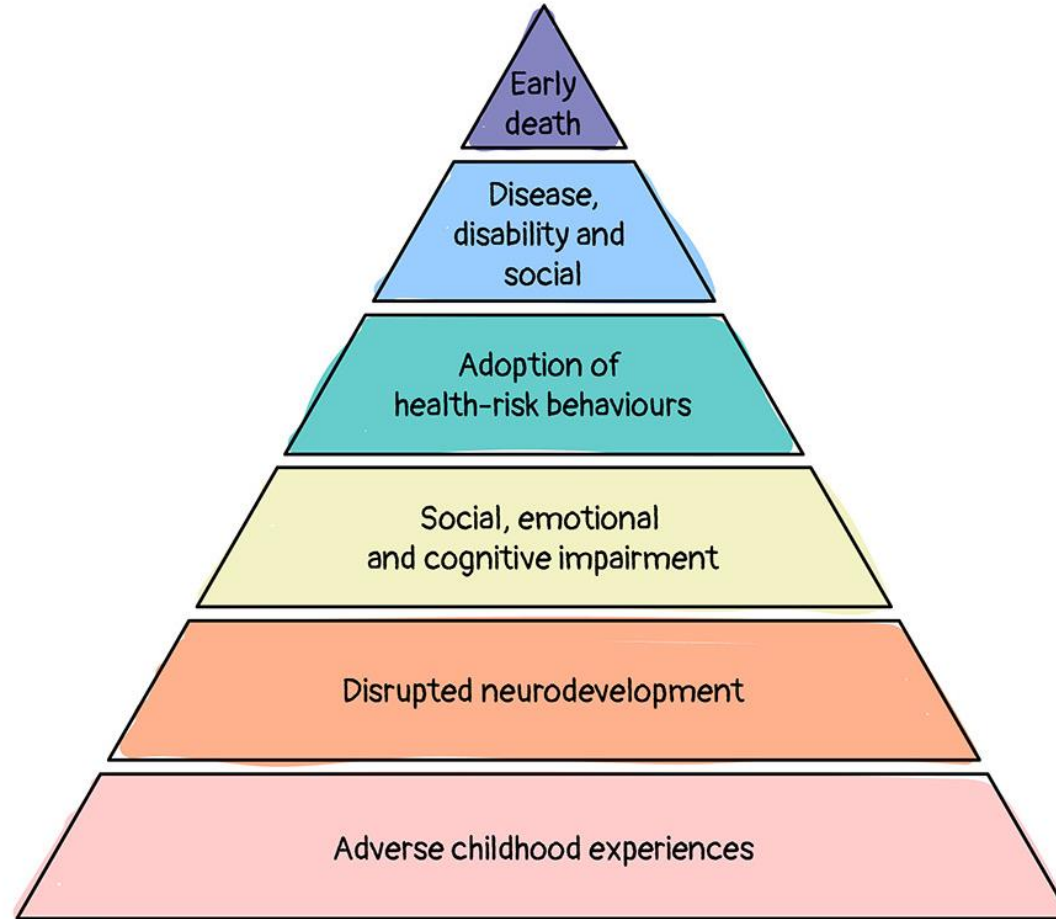 Early
death
Disease,
disability and
social
Adoption of
health-risk behaviours
Social, emotional
and cognitive impairment
Disrupted neurodevelopment
Adverse childhood experiences